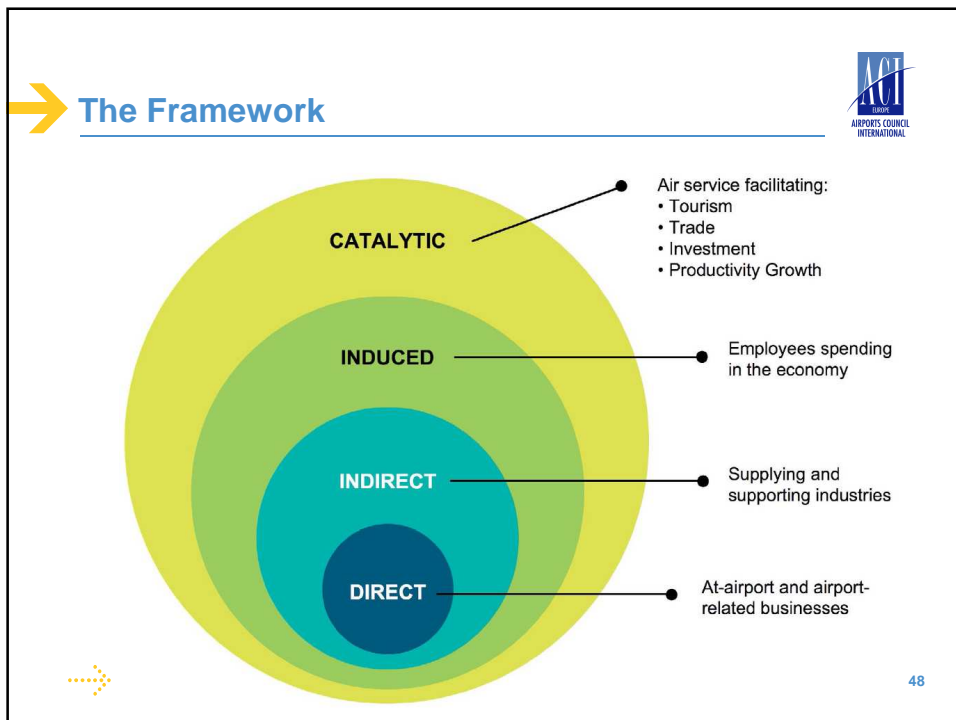 The Framework
ACI
EUROPE
AIRPORTS COUNCIL
INTERNATIONAL
CATALYTIC
Air service facilitating:
• Tourism
• Trade
• Investment
• Productivity Growth
INDUCED
Employees spending
in the economy
INDIRECT
Supplying and
supporting industries
DIRECT
At-airport and airport-
related businesses
48